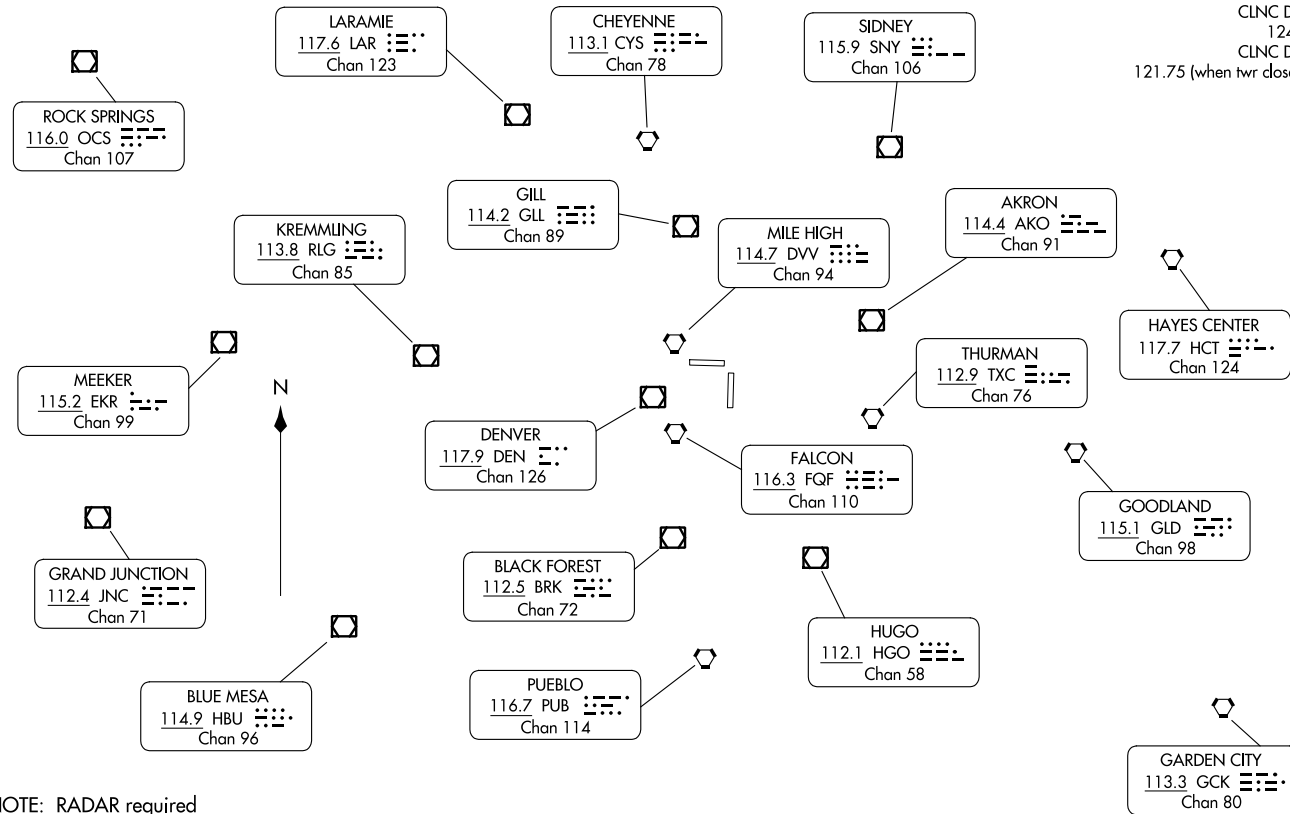 CLNC D
124
CLNC D
121.75 (when twr close
LARAMIE
117.6 LAR
Chan 123
CHEYENNE
113.1 CYS
Chan 78
SIDNEY
115.9 SNY
Chan 106
ROCK SPRINGS
116.0 OCS
Chan 107
GILL
114.2 GLL
Chan 89
AKRON
114.4 AKO
Chan 91
KREMMLING
113.8 RLG
Chan 85
MILE HIGH
114.7 DVV
Chan 94
HAYES CENTER
117.7 HCT
Chan 124
THURMAN
112.9 TXC
Chan 76
MEEKER
115.2 EKR
Chan 99
N
DENVER
117.9 DEN
Chan 126
FALCON
116.3 FQF
Chan 110
GOODLAND
115.1 GLD
Chan 98
GRAND JUNCTION
112.4 JNC
Chan 71
BLACK FOREST
112.5 BRK
Chan 72
HUGO
112.1 HGO
Chan 58
BLUE MESA
114.9 HBU
Chan 96
PUEBLO
116.7 PUB
Chan 114
GARDEN CITY
113.3 GCK
Chan 80
OTE: RADAR required